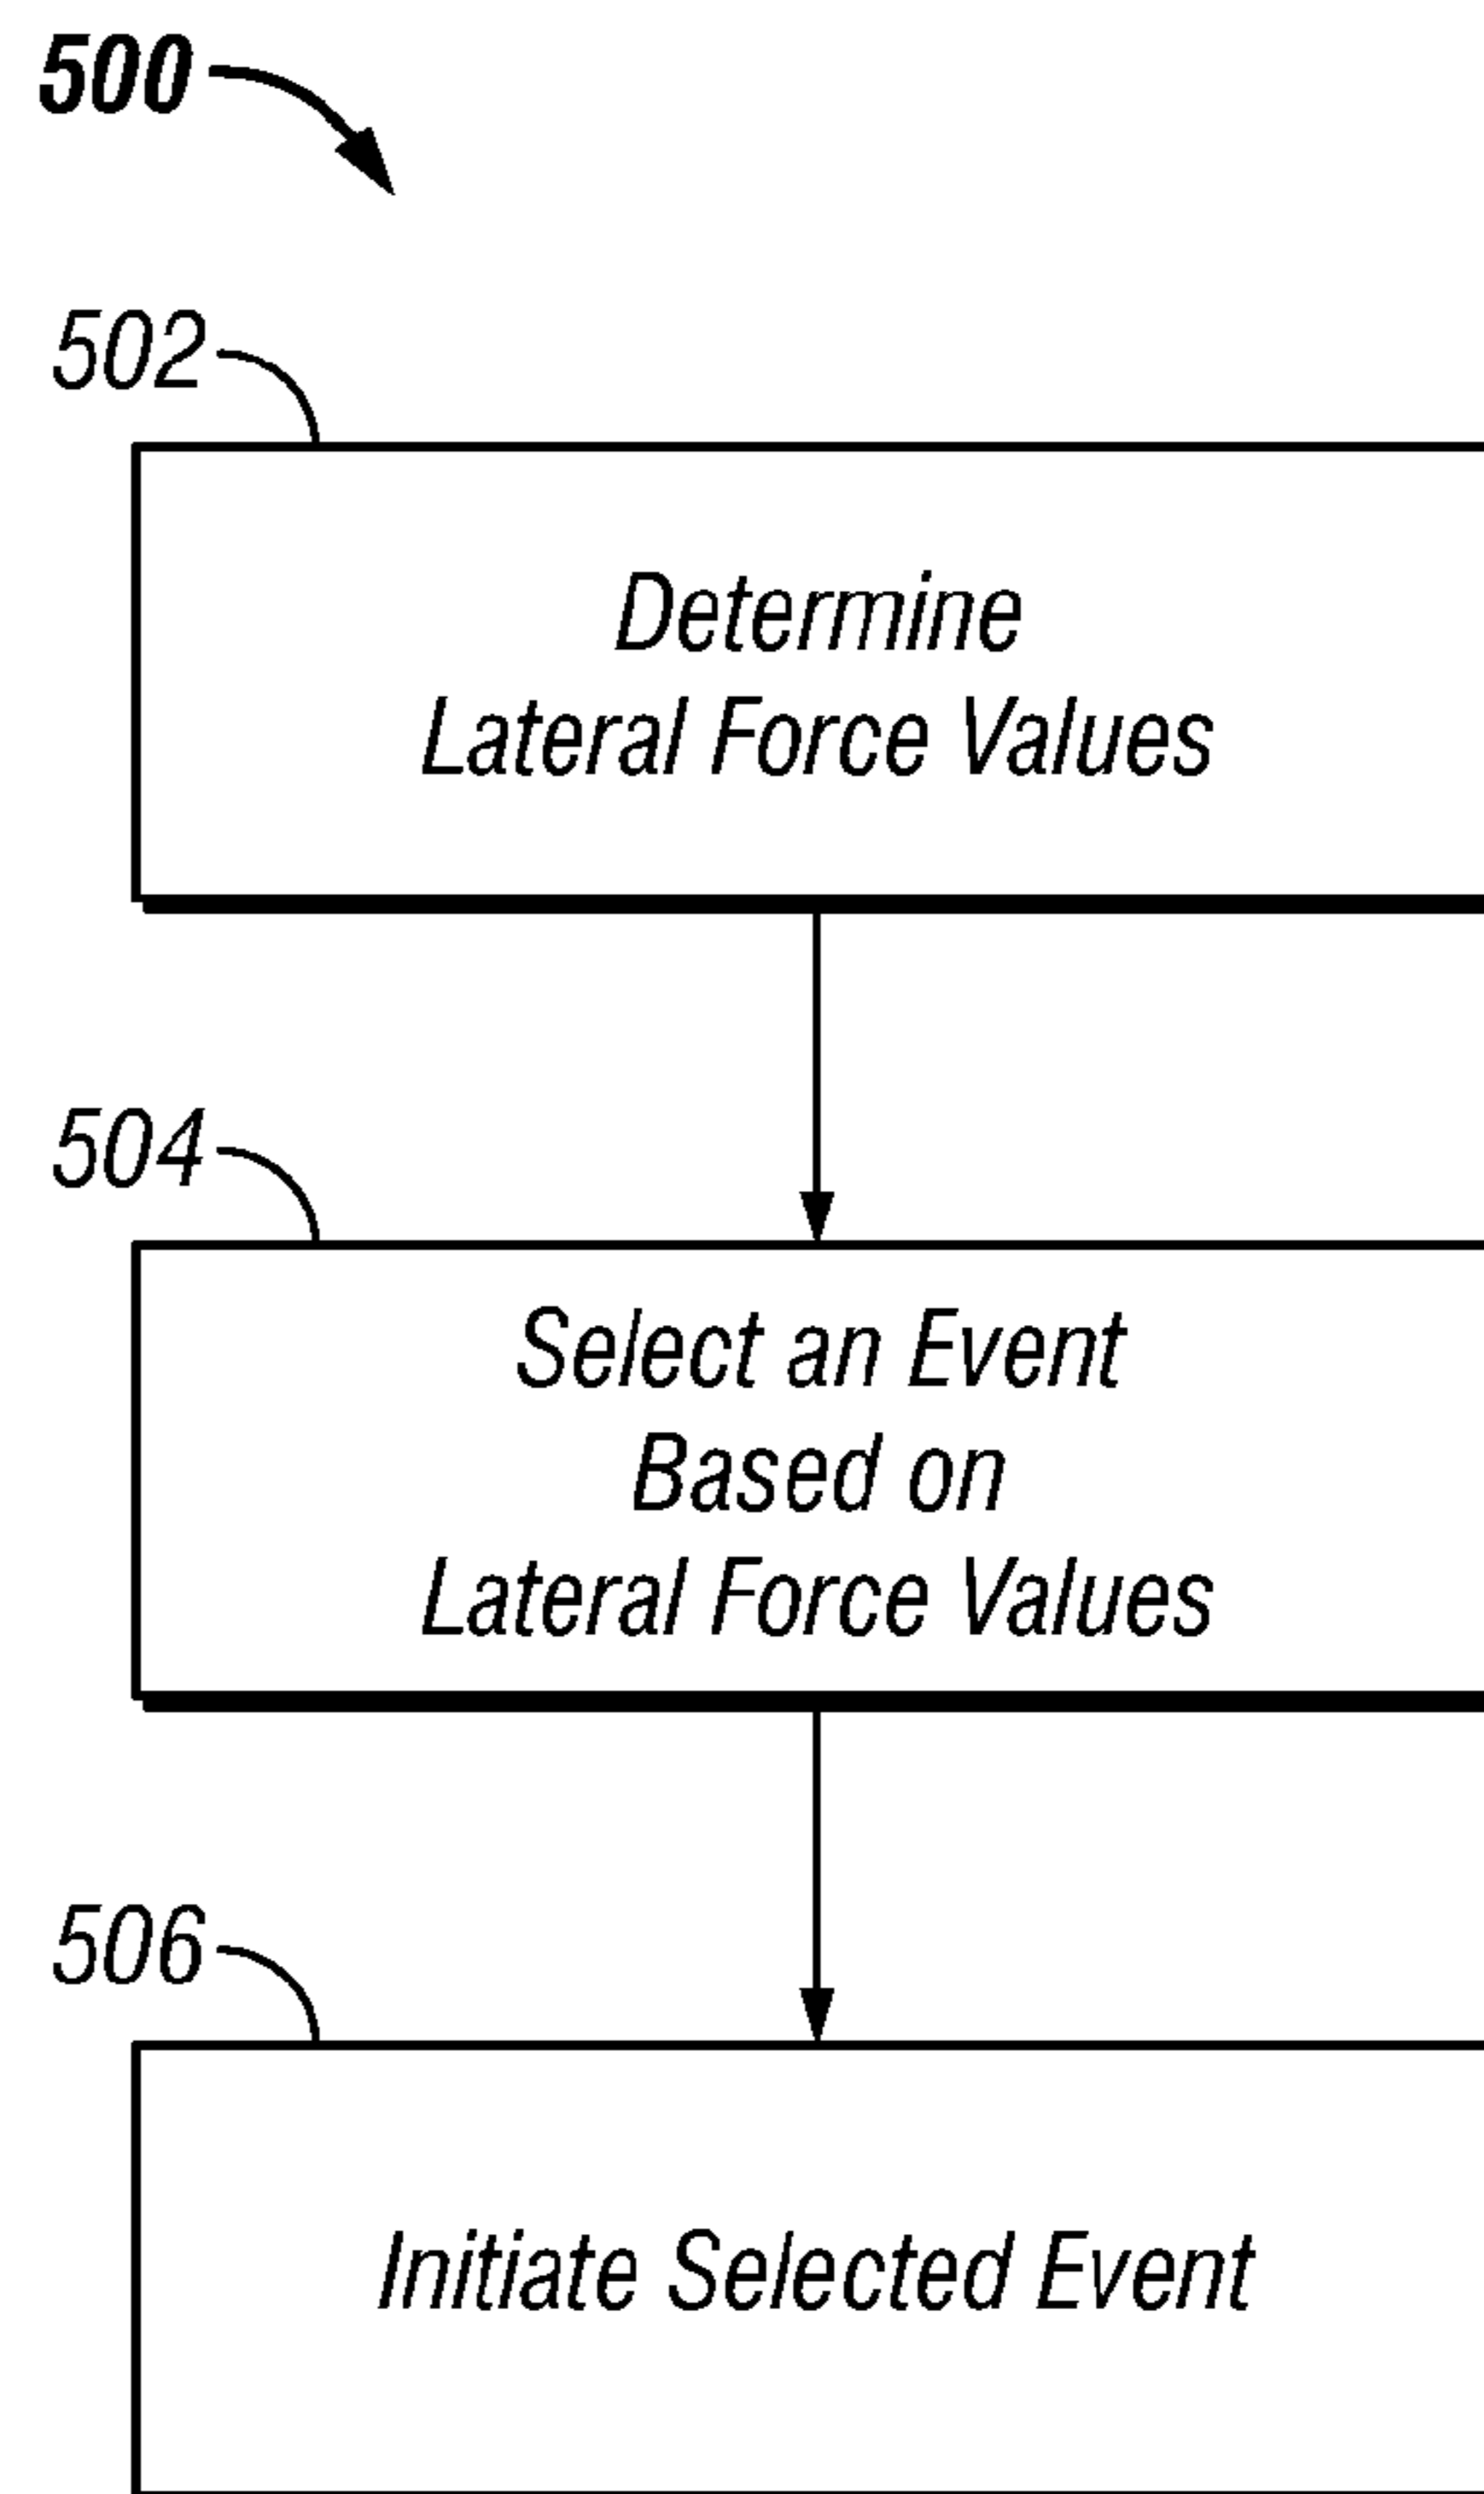 500
502
Determine
Lateral Force Values
504
Select an Event
Based on
Lateral Force Values
506
Initiate Selected Event